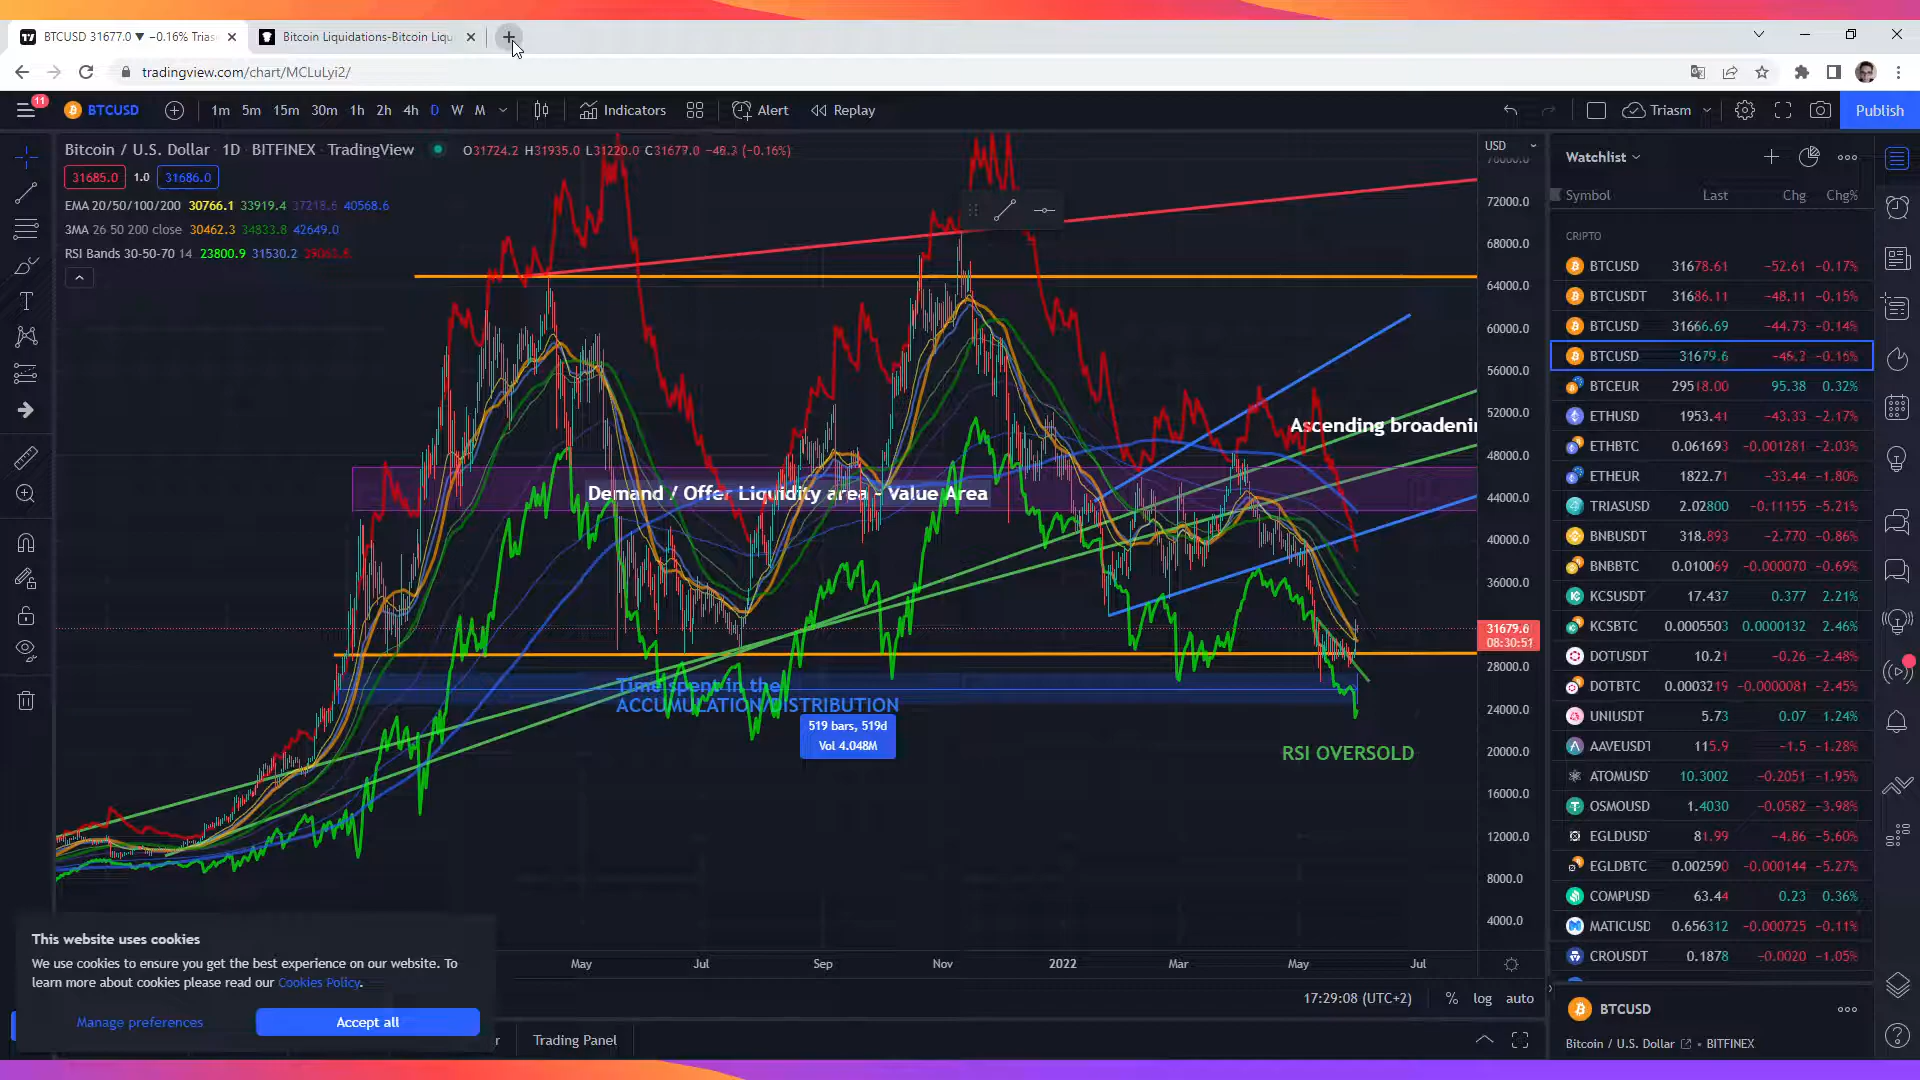 BTCUSD 31677.0 ▼ −0.16% Trias
Bitcoin Liquidations-Bitcoin Liqu
tradingview.com/chart/MCLuLyi2/
11
BTCUSD
1m 5m 15m 30m 1h 2h 4h D W M
Indicators
Alert
Replay
Triasm
Publish
Bitcoin / U.S. Dollar · 1D · BITFINEX · TradingView
O31724.2 H31935.0 L31220.0 C31677.0 −48.3 (−0.16%)
31685.0 1.0 31686.0
EMA 20/50/100/200 30766.1 33919.4 37218.6 40568.6
3MA 26 50 200 close 30462.3 34833.8 42649.0
RSI Bands 30-50-70 14 23800.9 31530.2
USD
72000.0
68000.0
64000.0
60000.0
56000.0
52000.0
48000.0
44000.0
40000.0
36000.0
31679.6
08:30:51
28000.0
24000.0
20000.0
16000.0
12000.0
8000.0
4000.0
Ascending broadenin
Demand / Offer Liquidity area - Value Area
Time spent in the
ACCUMULATION/DISTRIBUTION
519 bars, 519d
Vol 4.048M
RSI OVERSOLD
May Jul Sep Nov 2022 Mar May Jul
17:29:08 (UTC+2) % log auto
Trading Panel
This website uses cookies
We use cookies to ensure you get the best experience on our website. To
learn more about cookies please read our Cookies Policy.
Manage preferences
Accept all
Watchlist
Symbol Last Chg Chg%
CRIPTO
BTCUSD 31678.61 −52.61 −0.17%
BTCUSDT 31686.11 −48.11 −0.15%
BTCUSD 31666.69 −44.73 −0.14%
BTCUSD 31679.6 −48.2 −0.16%
BTCEUR 29518.00 95.38 0.32%
ETHUSD 1953.41 −43.33 −2.17%
ETHBTC 0.061693 −0.001281 −2.03%
ETHEUR 1822.71 −33.44 −1.80%
TRIASUSD 2.02800 −0.11155 −5.21%
BNBUSDT 318.893 −2.770 −0.86%
BNBBTC 0.010069 −0.000070 −0.69%
KCSUSDT 17.437 0.377 2.21%
KCSBTC 0.0005503 0.0000132 2.46%
DOTUSDT 10.21 −0.26 −2.48%
DOTBTC 0.0003219 −0.0000081 −2.45%
UNIUSDT 5.73 0.07 1.24%
AAVEUSDT 115.9 −1.5 −1.28%
ATOMUSD 10.3002 −0.2051 −1.95%
OSMOUSD 1.4030 −0.0582 −3.98%
EGLDUSD 81.99 −4.86 −5.60%
EGLDBTC 0.002590 −0.000144 −5.27%
COMPUSD 63.44 0.23 0.36%
MATICUSD 0.656312 −0.000725 −0.11%
CROUSDT 0.1878 −0.0020 −1.05%
BTCUSD
Bitcoin / U.S. Dollar • BITFINEX